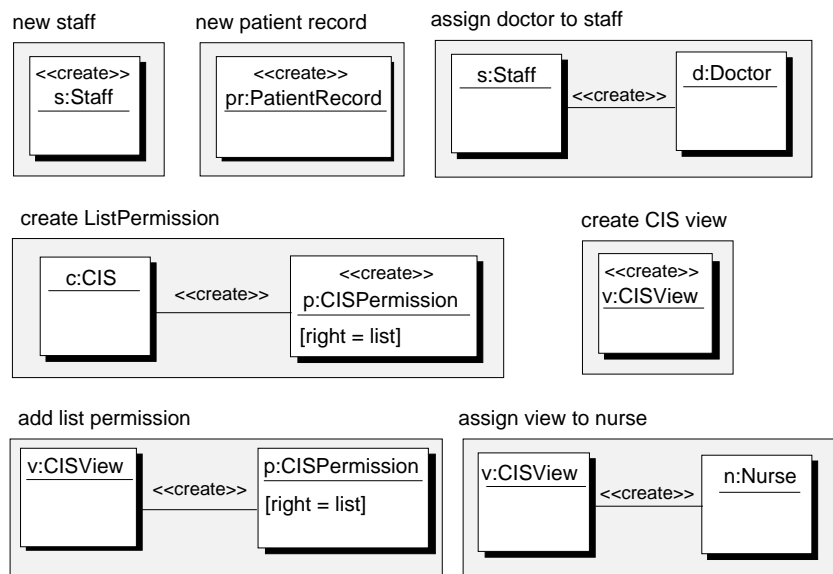 new staff
<<create>>
s:Staff
new patient record
<<create>>
pr:PatientRecord
assign doctor to staff
s:Staff
<<create>>
d:Doctor
create ListPermission
c:CIS
<<create>>
<<create>>
p:CISPermission
[right = list]
create CIS view
<<create>>
v:CISView
add list permission
v:CISView
<<create>>
p:CISPermission
[right = list]
assign view to nurse
v:CISView
<<create>>
n:Nurse